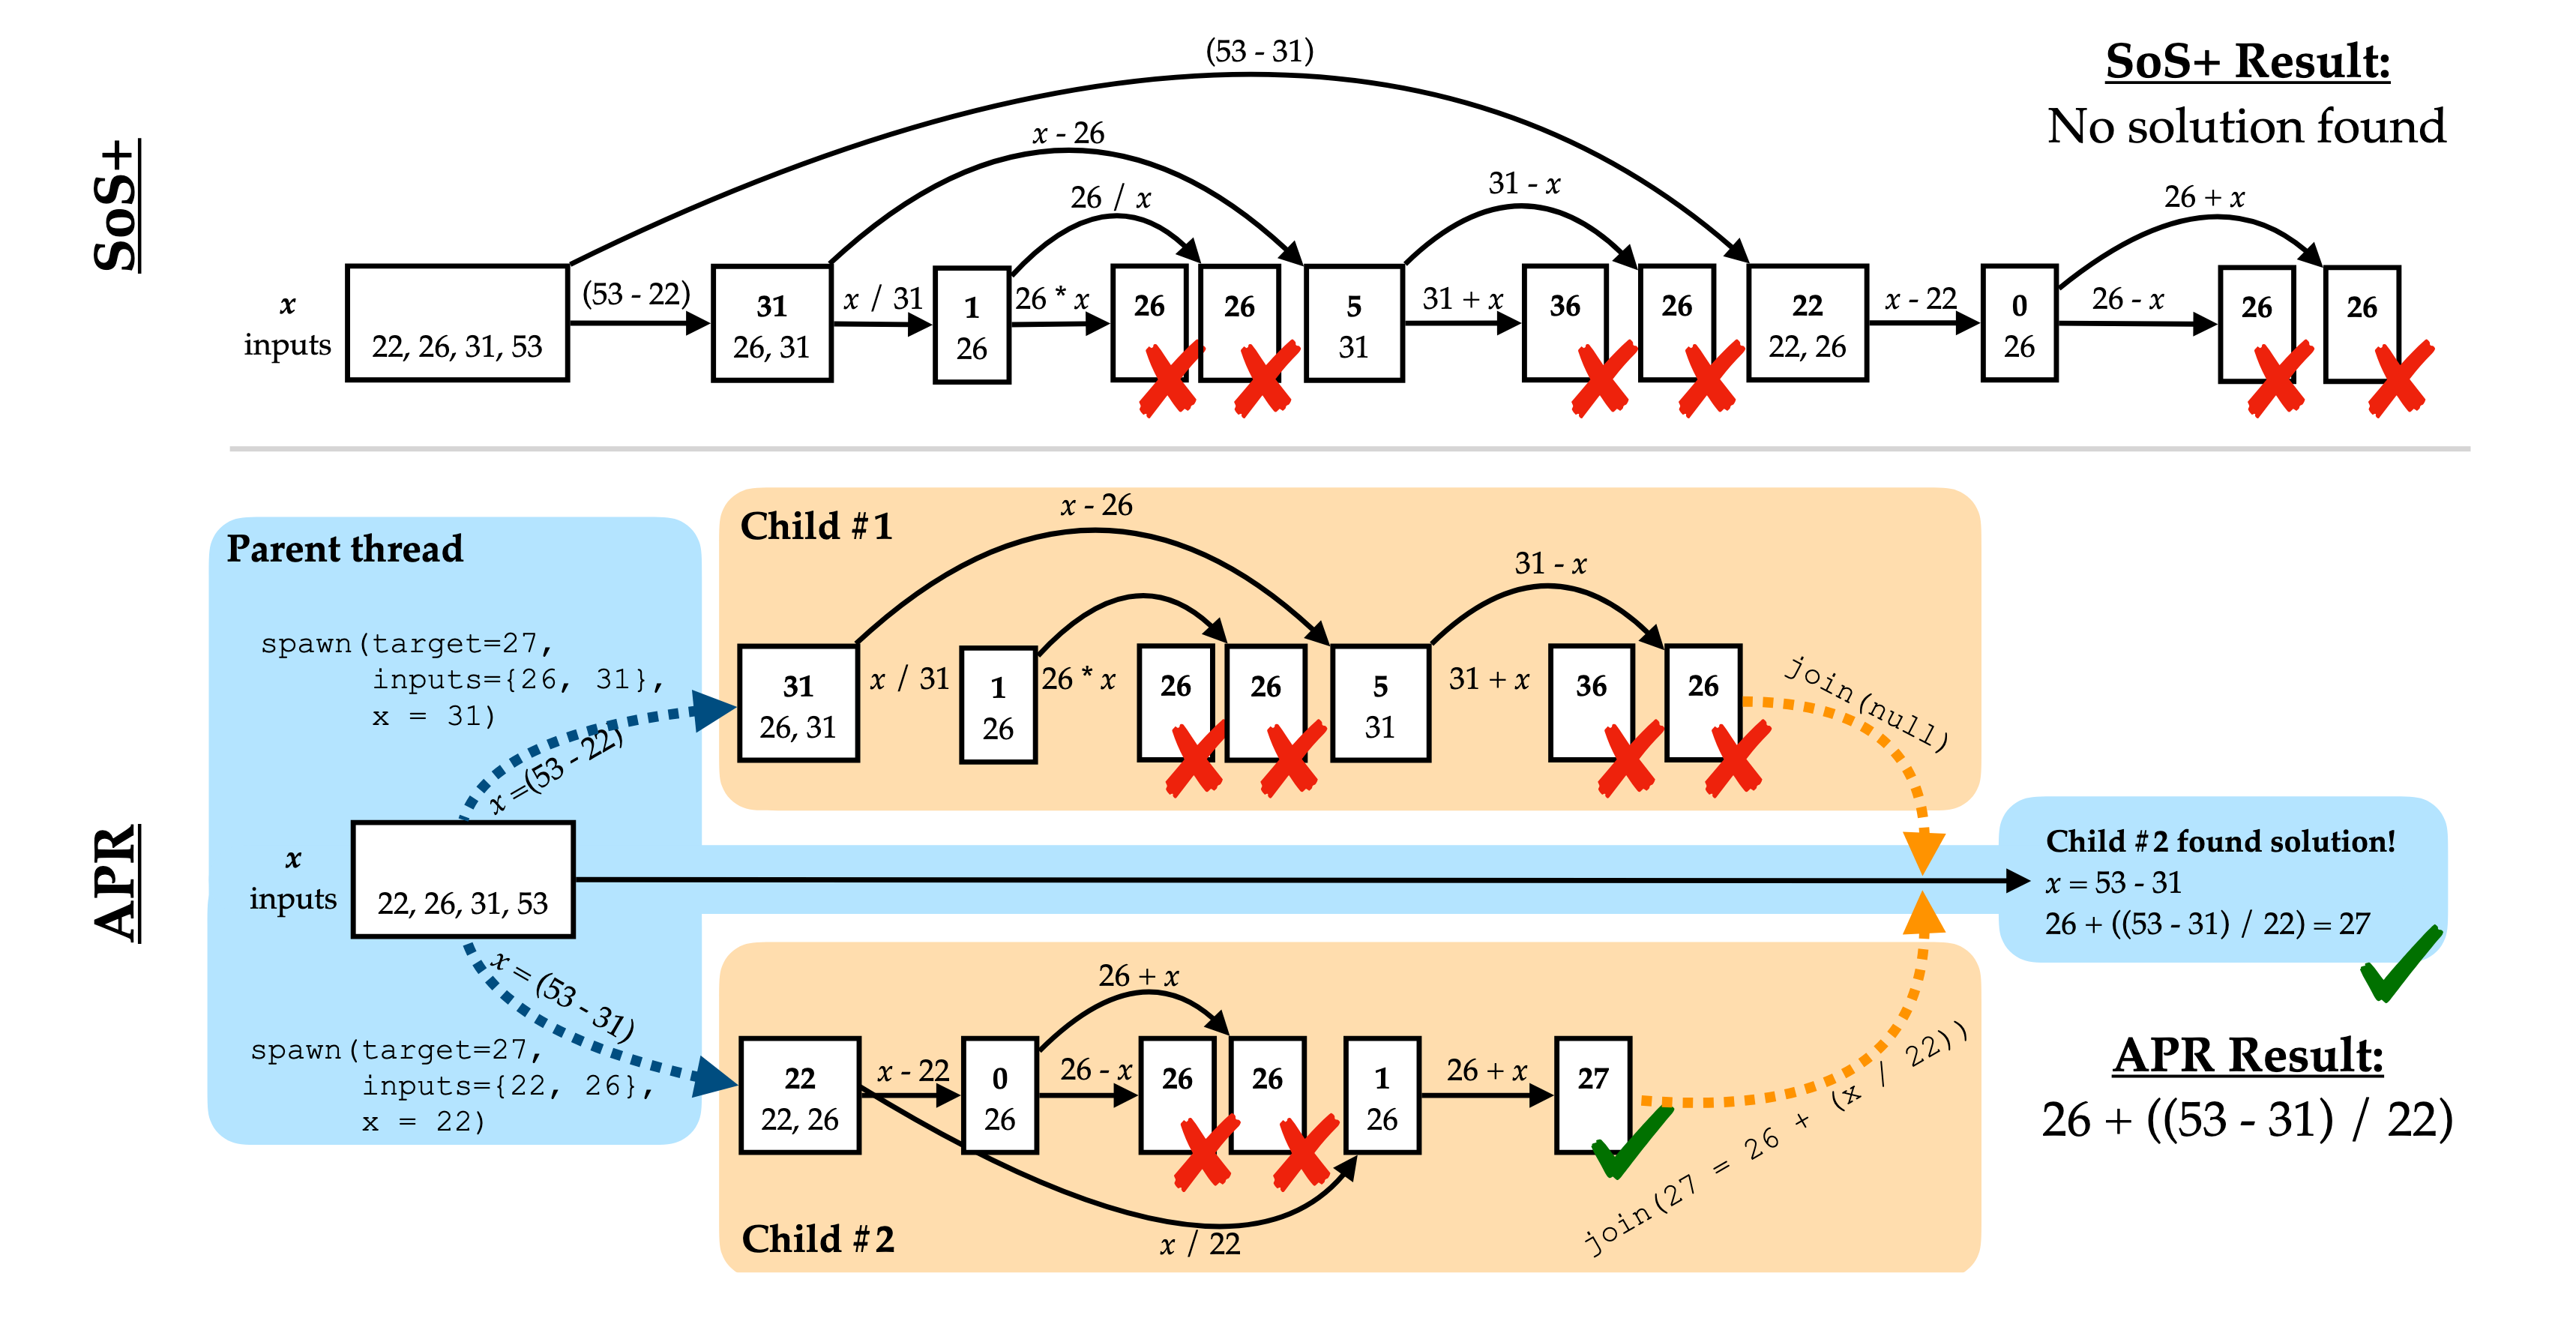 SoS+
(53 - 31)
SoS+ Result:
No solution found
x - 26
26 / x
31 - x
26 + x
x
inputs
22, 26, 31, 53
(53 - 22)
31
26, 31
x / 31
1
26
26 * x
26
26
5
31
31 + x
36
26
22
22, 26
x - 22
0
26
26 - x
26
26
APR
Parent thread
spawn(target=27,
inputs={26, 31},
x = 31)
x =(53 - 22)
x
inputs
22, 26, 31, 53
x = (53 - 31)
spawn(target=27,
inputs={22, 26},
x = 22)
Child #1
x - 26
31 - x
31
26, 31
x / 31
1
26
26 * x
26
26
5
31
31 + x
36
26
join(null)
Child #2 found solution!
x = 53 - 31
26 + ((53 - 31) / 22) = 27
26 + x
22
22, 26
x - 22
0
26
26 - x
26
26
1
26
26 + x
27
join(27 = 26 + (x / 22))
x / 22
Child #2
APR Result:
26 + ((53 - 31) / 22)